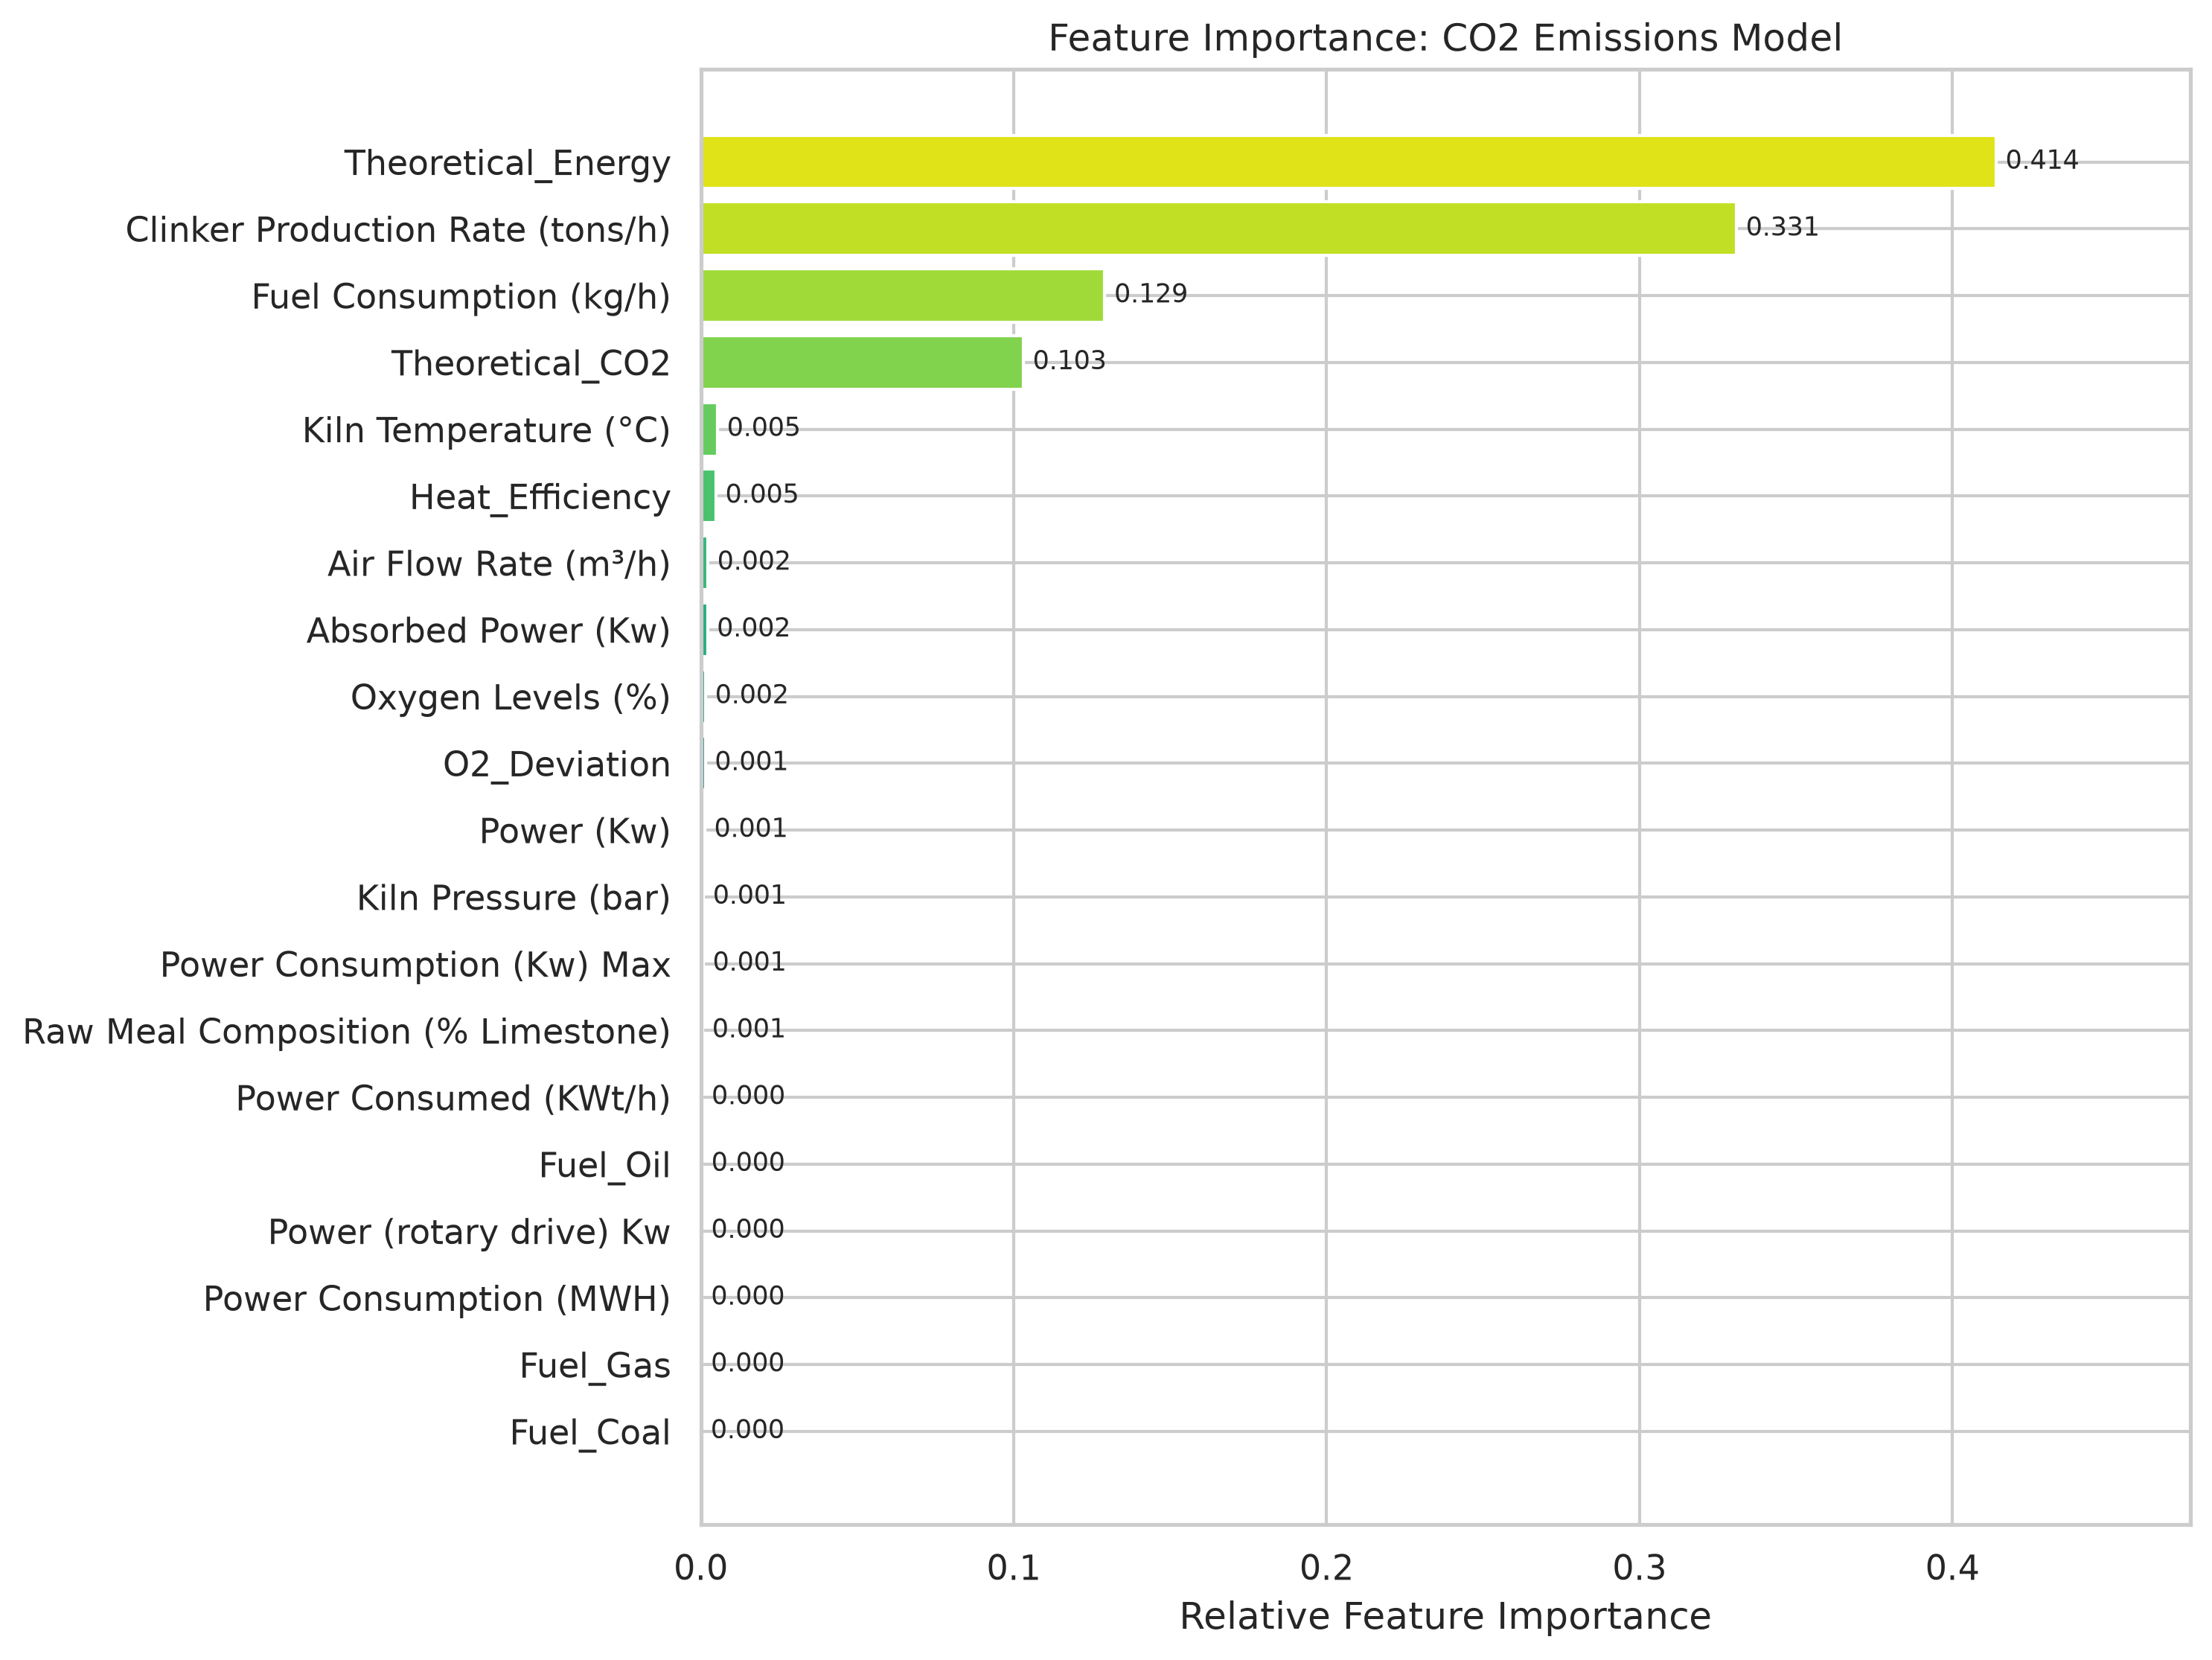 Feature Importance: CO2 Emissions Model
Theoretical_Energy 0.414
Clinker Production Rate (tons/h) 0.331
Fuel Consumption (kg/h) 0.129
Theoretical_CO2 0.103
Kiln Temperature (°C) 0.005
Heat_Efficiency 0.005
Air Flow Rate (m³/h) 0.002
Absorbed Power (Kw) 0.002
Oxygen Levels (%) 0.002
O2_Deviation 0.001
Power (Kw) 0.001
Kiln Pressure (bar) 0.001
Power Consumption (Kw) Max 0.001
Raw Meal Composition (% Limestone) 0.001
Power Consumed (KWt/h) 0.000
Fuel_Oil 0.000
Power (rotary drive) Kw 0.000
Power Consumption (MWH) 0.000
Fuel_Gas 0.000
Fuel_Coal 0.000
0.0 0.1 0.2 0.3 0.4
Relative Feature Importance